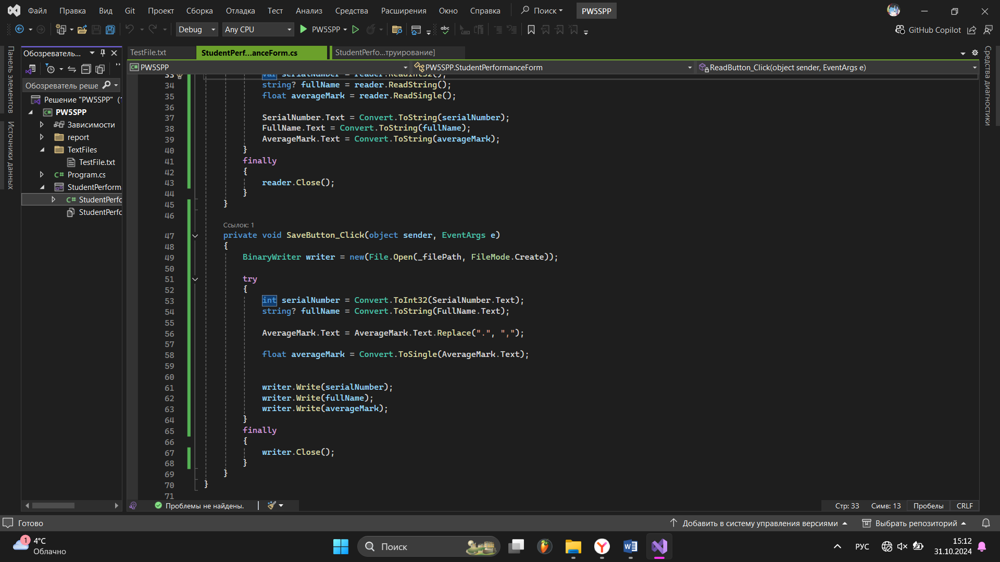 Файл Правка Вид Git Проект Сборка Отладка Тест Анализ Средства Расширения Окно Справка Поиск PW5SPP
Debug Any CPU PW5SPP GitHub Copilot
Панель элементов
Источники данных
Обозреватель...
Обозреватель реше
Решение "PW5SPP" (
PW5SPP
Зависимости
report
TextFiles
TestFile.txt
Program.cs
StudentPerform
StudentPerfo
StudentPerfo
TestFile.txt StudentPerf...anceForm.cs StudentPerfo...труирование]
PW5SPP PW5SPP.StudentPerformanceForm ReadButton_Click(object sender, EventArgs e)
33 var serialNumber = reader.ReadInt32();
34 string? fullName = reader.ReadString();
35 float averageMark = reader.ReadSingle();
36
37 SerialNumber.Text = Convert.ToString(serialNumber);
38 FullName.Text = Convert.ToString(fullName);
39 AverageMark.Text = Convert.ToString(averageMark);
40 }
41 finally
42 {
43 reader.Close();
44 }
45 }
46
Ссылок: 1
47 private void SaveButton_Click(object sender, EventArgs e)
48 {
49 BinaryWriter writer = new(File.Open(_filePath, FileMode.Create));
50
51 try
52 {
53 int serialNumber = Convert.ToInt32(SerialNumber.Text);
54 string? fullName = Convert.ToString(FullName.Text);
55
56 AverageMark.Text = AverageMark.Text.Replace(".", ",");
57
58 float averageMark = Convert.ToSingle(AverageMark.Text);
59
60
61 writer.Write(serialNumber);
62 writer.Write(fullName);
63 writer.Write(averageMark);
64 }
65 finally
66 {
67 writer.Close();
68 }
69 }
70 }
71
Средства диагностики
Проблемы не найдены.
Стр: 33 Симв: 13 Пробелы CRLF
Готово Добавить в систему управления версиями Выбрать репозиторий
1
4°C
Облачно
Поиск
РУС
15:12
31.10.2024